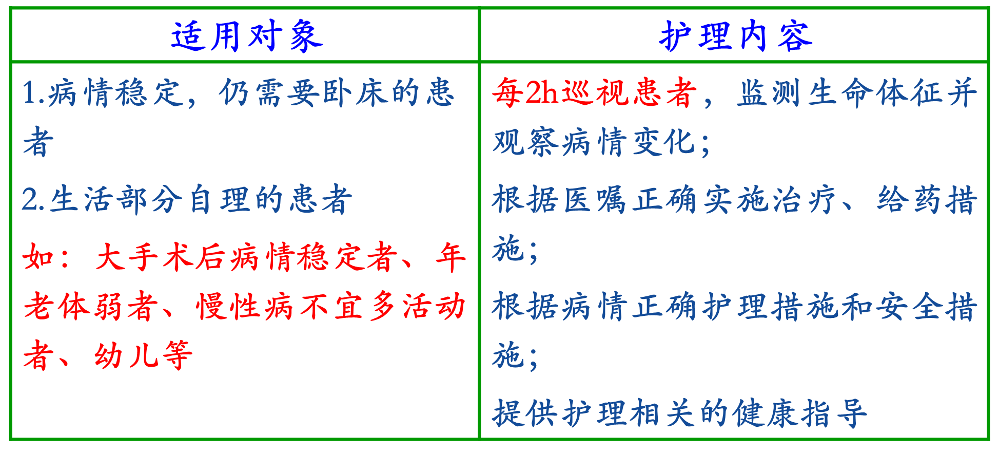 适用对象
护理内容
1.病情稳定，仍需要卧床的患
者
2.生活部分自理的患者
如：大手术后病情稳定者、年
老体弱者、慢性病不宜多活动
者、幼儿等
每2h巡视患者，监测生命体征并
观察病情变化；
根据医嘱正确实施治疗、给药措
施；
根据病情正确护理措施和安全措
施；
提供护理相关的健康指导